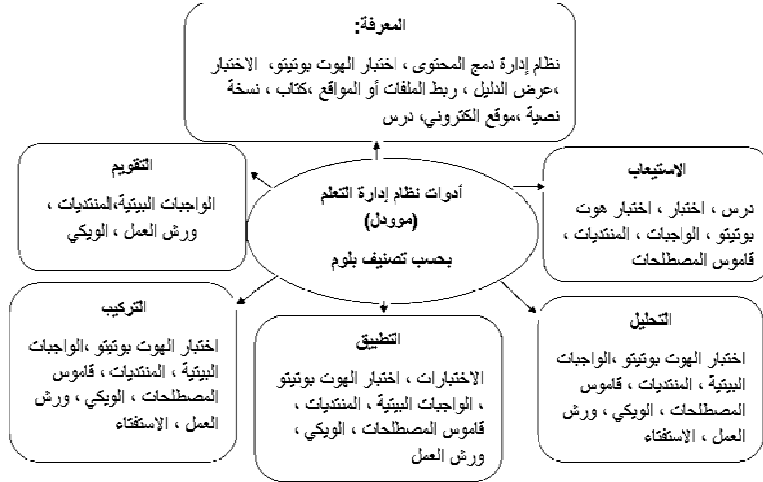 المعرفة:
نظام إدارة دمج المحتوى ، اختبار الهوت بوتيتو، الاختبار
،عرض الدليل ، ربط الملفات أو المواقع ،كتاب ، نسخة
نصية ،موقع الكتروني، درس
الاستيعاب
درس ، اختبار ، اختبار هوت
بوتيتو ، الواجبات ، المنتديات ،
قاموس المصطلحات
أدوات نظام إدارة التعلم
(موودل)
بحسب تصنيف بلوم
التقويم
الواجبات البيتية،المنتديات ،
ورش العمل ، الويكي
التحليل
اختبار الهوت بوتيتو ،الواجبات
البيتية ، المنتديات ، قاموس
المصطلحات ، الويكي ، ورش
العمل ، الاستفتاء
التطبيق
الاختبارات ، اختبار الهوت بوتيتو
، الواجبات البيتية ، المنتديات ،
قاموس المصطلحات ، الويكي ،
ورش العمل
التركيب
اختبار الهوت بوتيتو ،الواجبات
البيتية ، المنتديات ، قاموس
المصطلحات ، الويكي ، ورش
العمل ، الاستفتاء